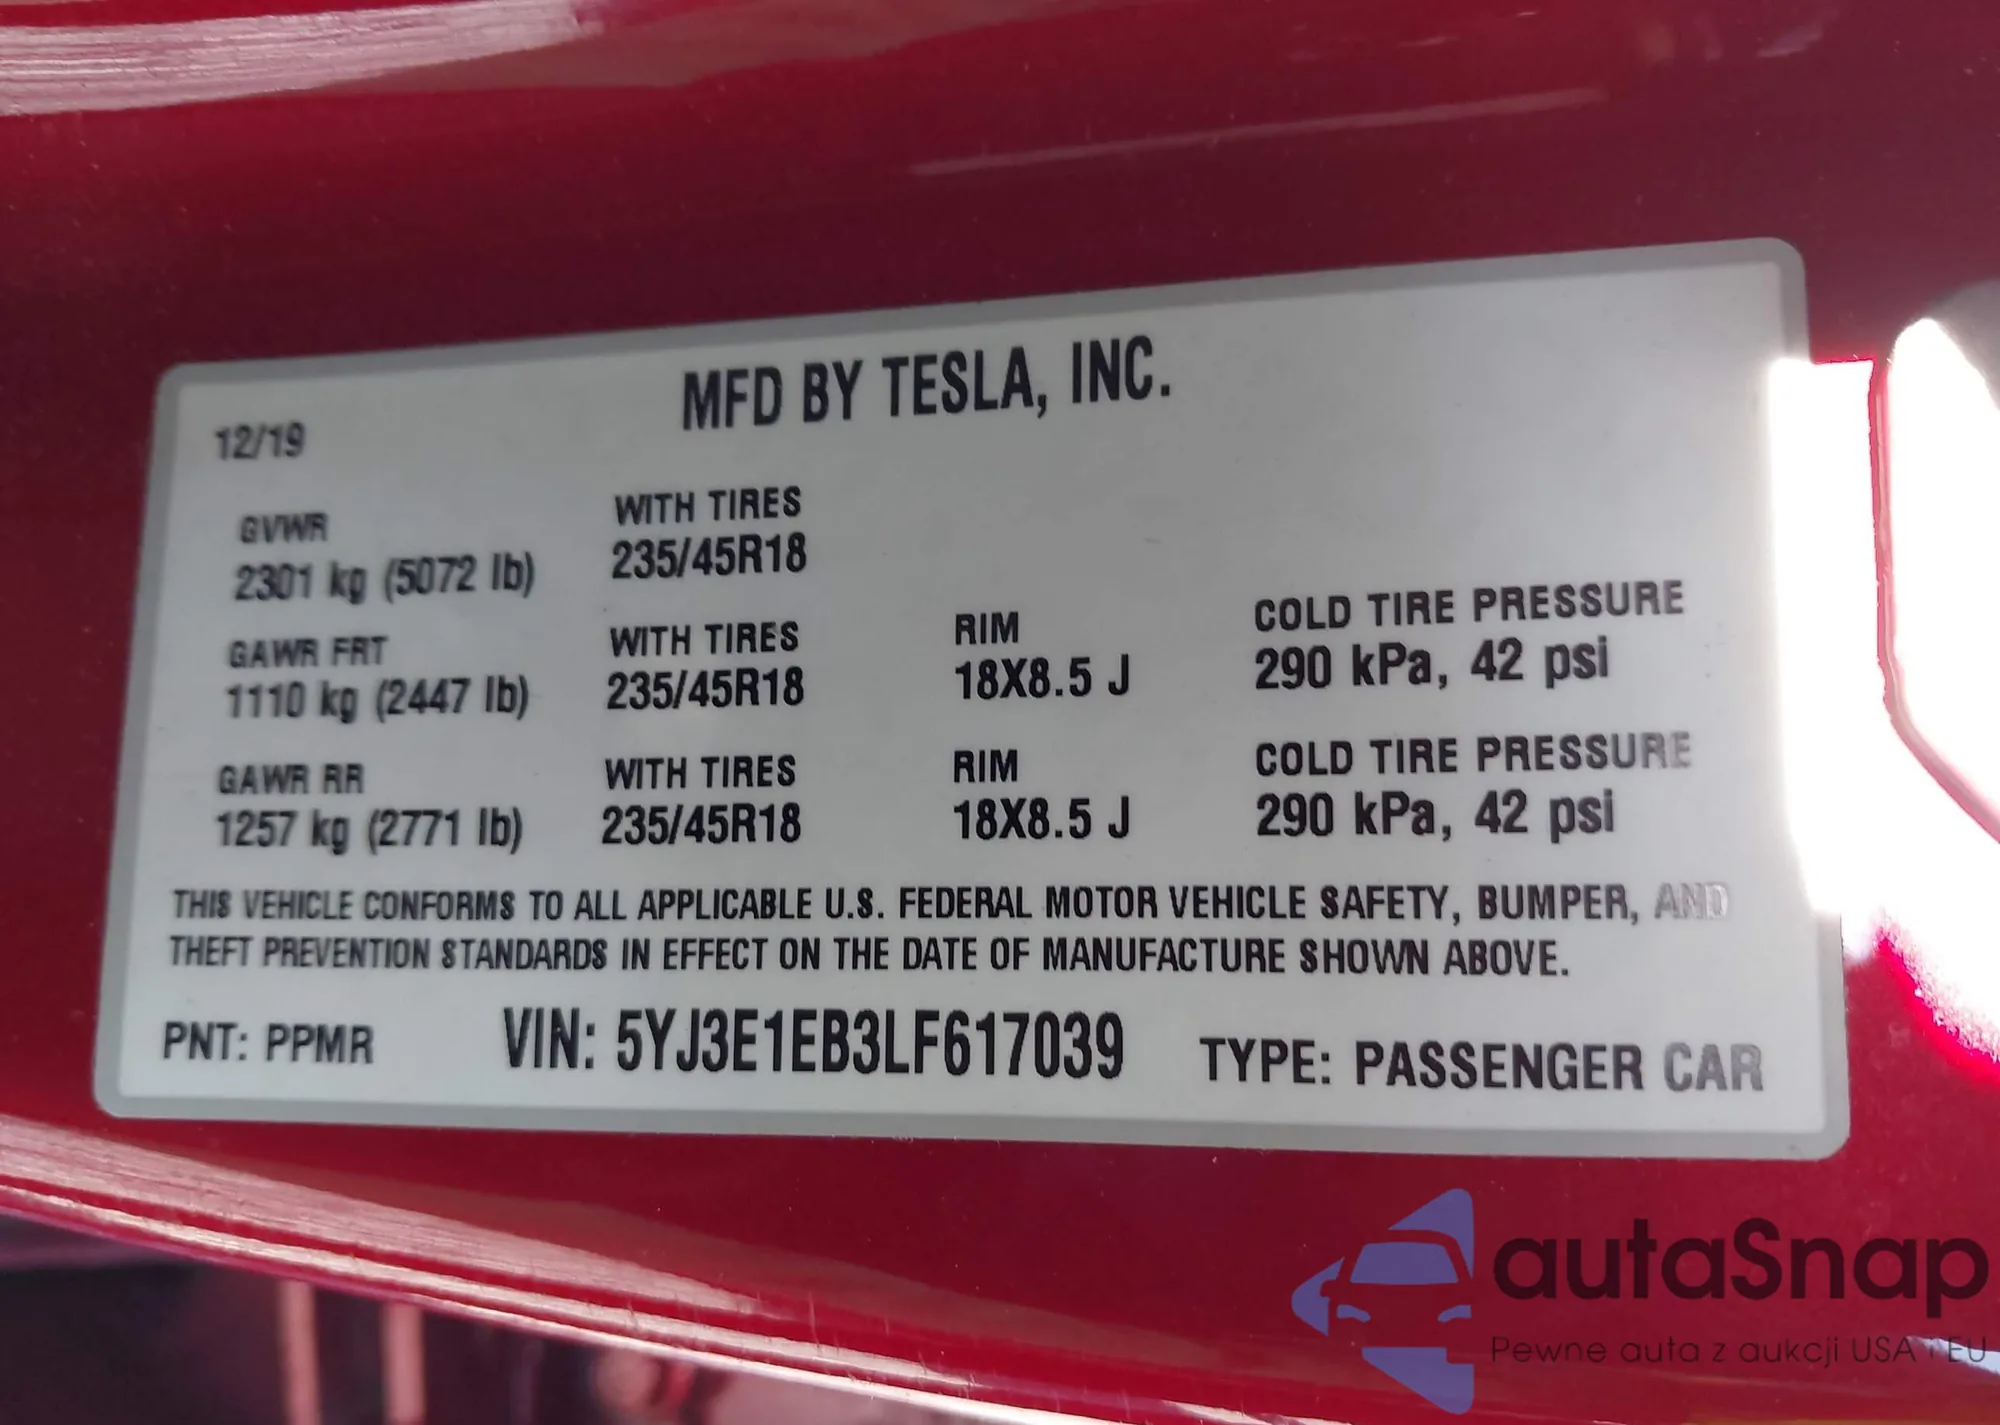 MFD BY TESLA, INC.
12/19
GVWR WITH TIRES
2301 kg (5072 lb) 235/45R18
GAWR FRT WITH TIRES RIM COLD TIRE PRESSURE
1110 kg (2447 lb) 235/45R18 18X8.5 J 290 kPa, 42 psi
GAWR RR WITH TIRES RIM COLD TIRE PRESSURE
1257 kg (2771 lb) 235/45R18 18X8.5 J 290 kPa, 42 psi
THIS VEHICLE CONFORMS TO ALL APPLICABLE U.S. FEDERAL MOTOR VEHICLE SAFETY, BUMPER, AND
THEFT PREVENTION STANDARDS IN EFFECT ON THE DATE OF MANUFACTURE SHOWN ABOVE.
PNT: PPMR VIN: 5YJ3E1EB3LF617039 TYPE: PASSENGER CAR
autaSnap
Pewne auta z aukcji USA i EU